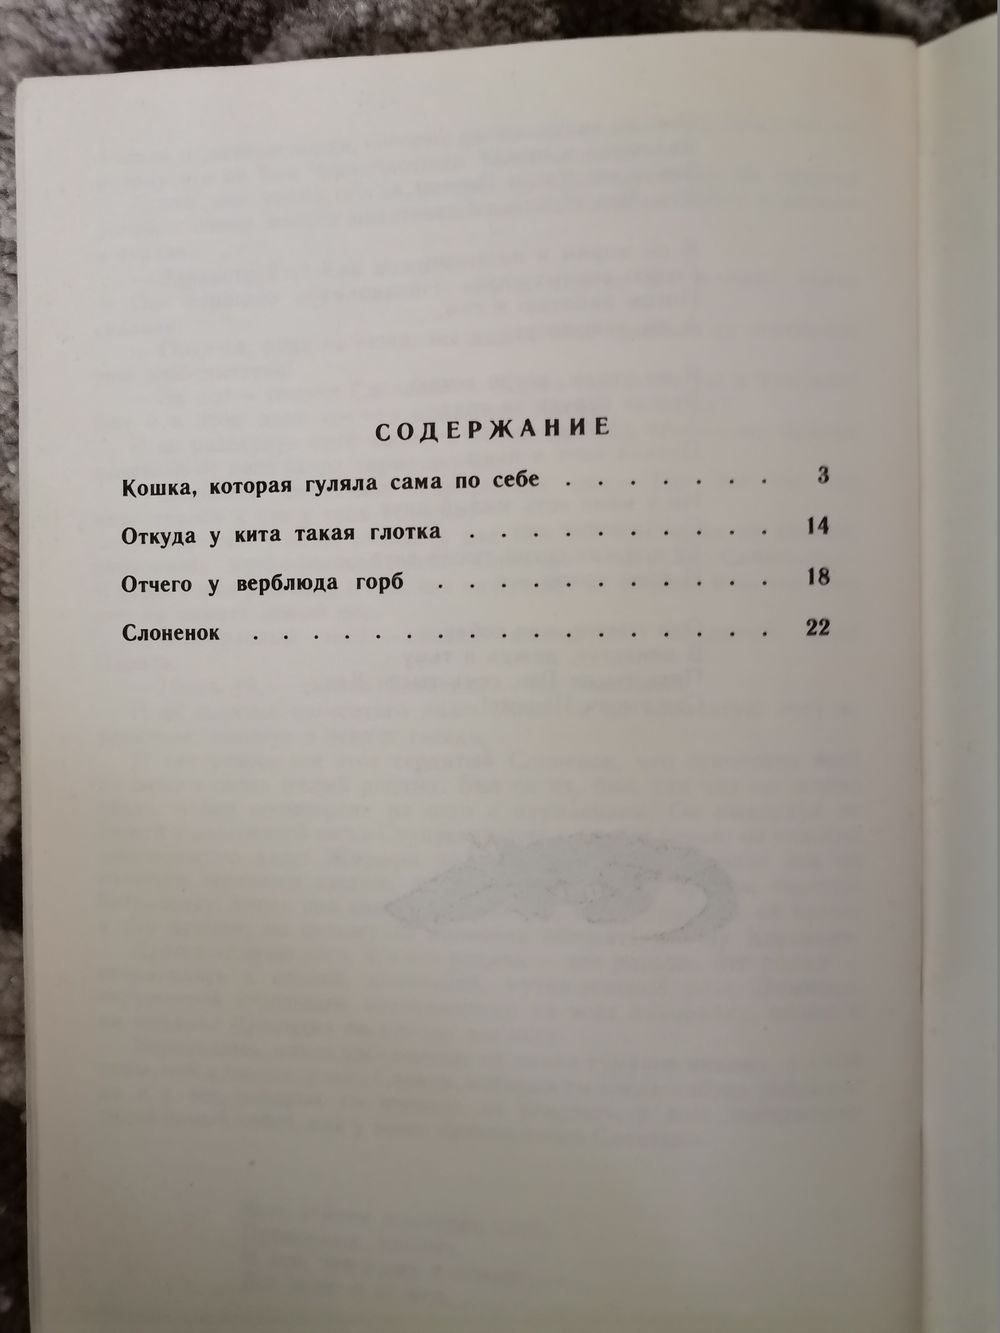 СОДЕРЖАНИЕ
Кошка, которая гуляла сама по себе . . . . . . . 3
Откуда у кита такая глотка . . . . . . . . . . 14
Отчего у верблюда горб . . . . . . . . . . . 18
Слоненок . . . . . . . . . . . . . . . . . 22